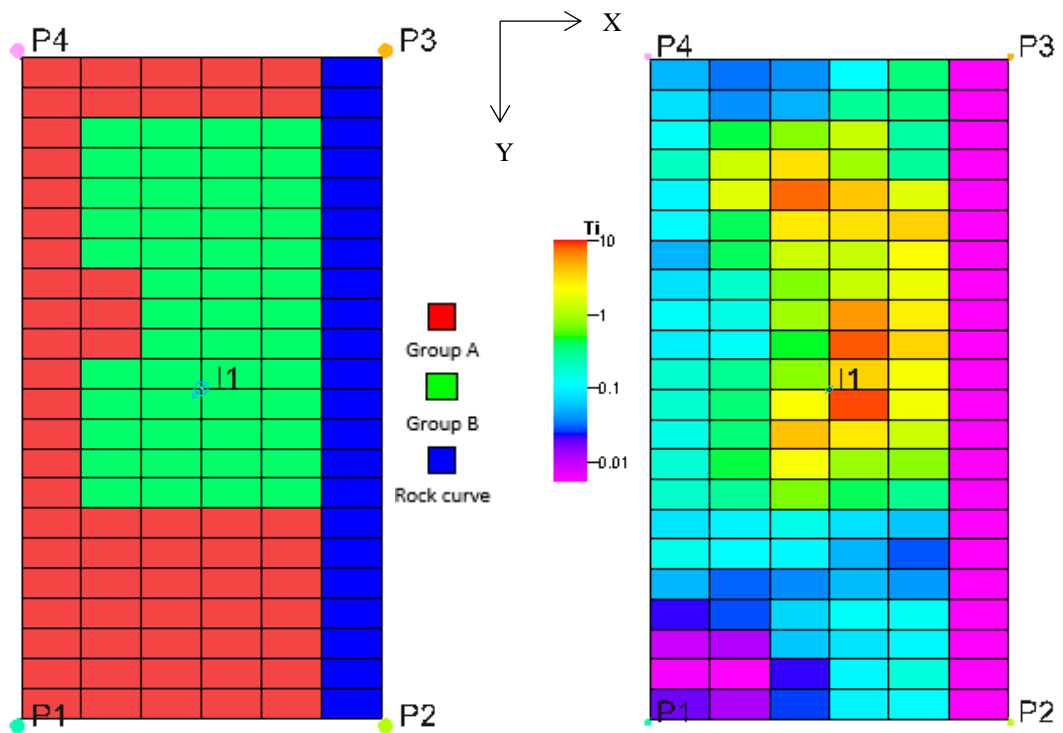 P4
P3
X
Y
P4
P3
Ti
10
1
0.1
0.01
Group A
Group B
Rock curve
I1
I1
P1
P2
P1
P2